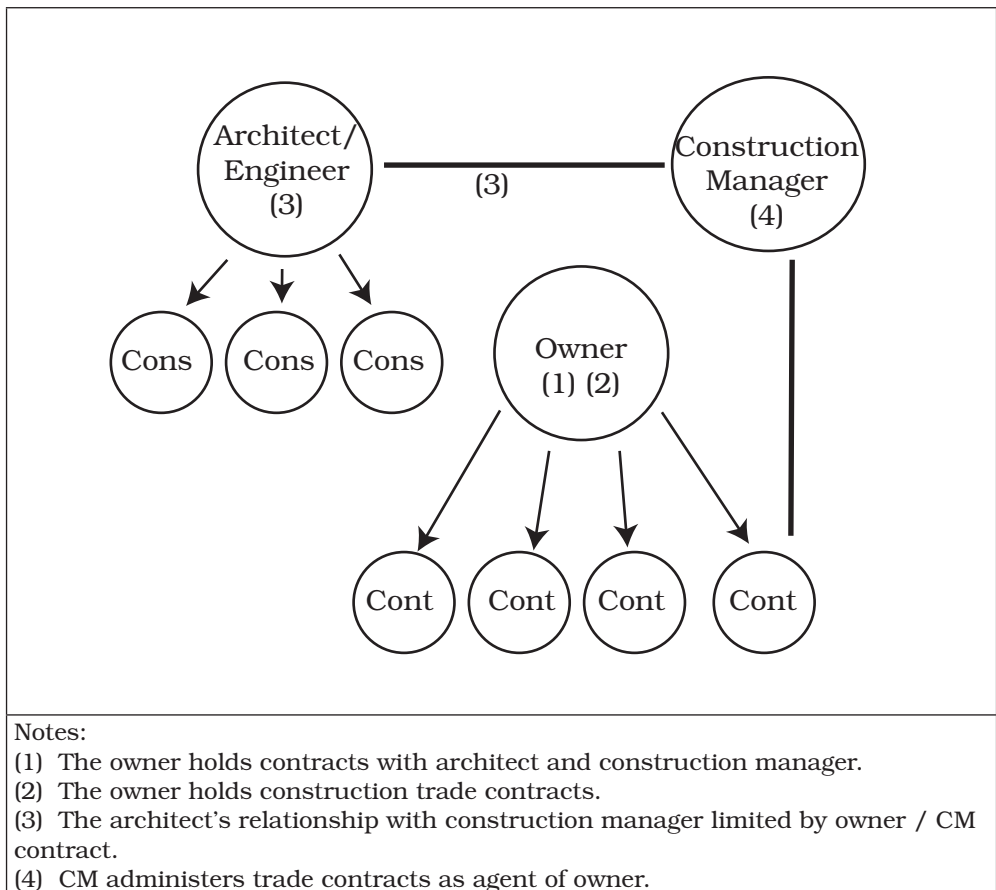 Architect/
Engineer
(3)
(3)
Construction
Manager
(4)
Cons
Cons
Cons
Owner
(1) (2)
Cont
Cont
Cont
Cont
Notes:
(1) The owner holds contracts with architect and construction manager.
(2) The owner holds construction trade contracts.
(3) The architect's relationship with construction manager limited by owner / CM
contract.
(4) CM administers trade contracts as agent of owner.